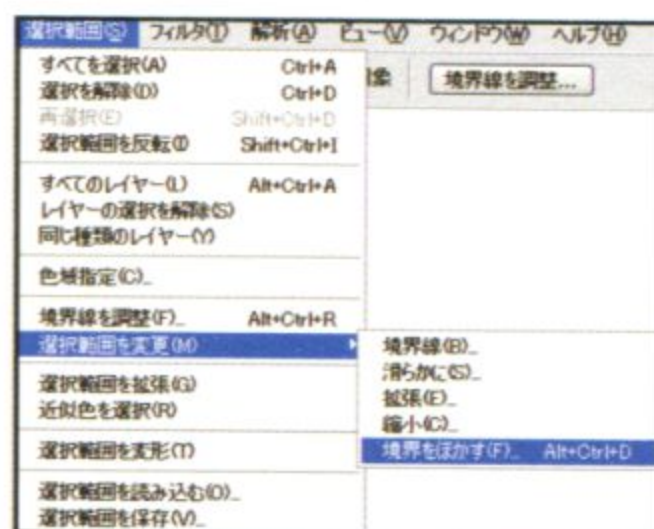 選択範囲(S) フィルタ(T) 解析(A) ビュー(V) ウィンドウ(W) ヘルプ(H)
すべてを選択(A) Ctrl+A
選択を解除(D) Ctrl+D
再選択(E) Shift+Ctrl+D
選択範囲を反転(I) Shift+Ctrl+I
すべてのレイヤー(L) Alt+Ctrl+A
レイヤーの選択を解除(S)
同じ種類のレイヤー(Y)
色域指定(C)...
境界線を調整(F)... Alt+Ctrl+R
選択範囲を変更(M)
選択範囲を拡張(G)
近似色を選択(R)
選択範囲を変形(T)
選択範囲を読み込む(O)...
選択範囲を保存(V)...
象 境界線を調整...
境界線(B)...
滑らかに(S)...
拡張(E)...
縮小(C)...
境界をぼかす(F)... Alt+Ctrl+D